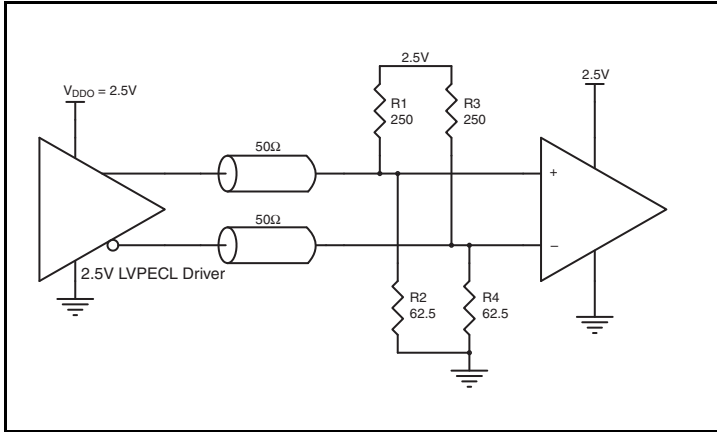 2.5V
2.5V
V_DDO = 2.5V
R1
250
R3
250
50Ω
+
50Ω
–
2.5V LVPECL Driver
R2
62.5
R4
62.5